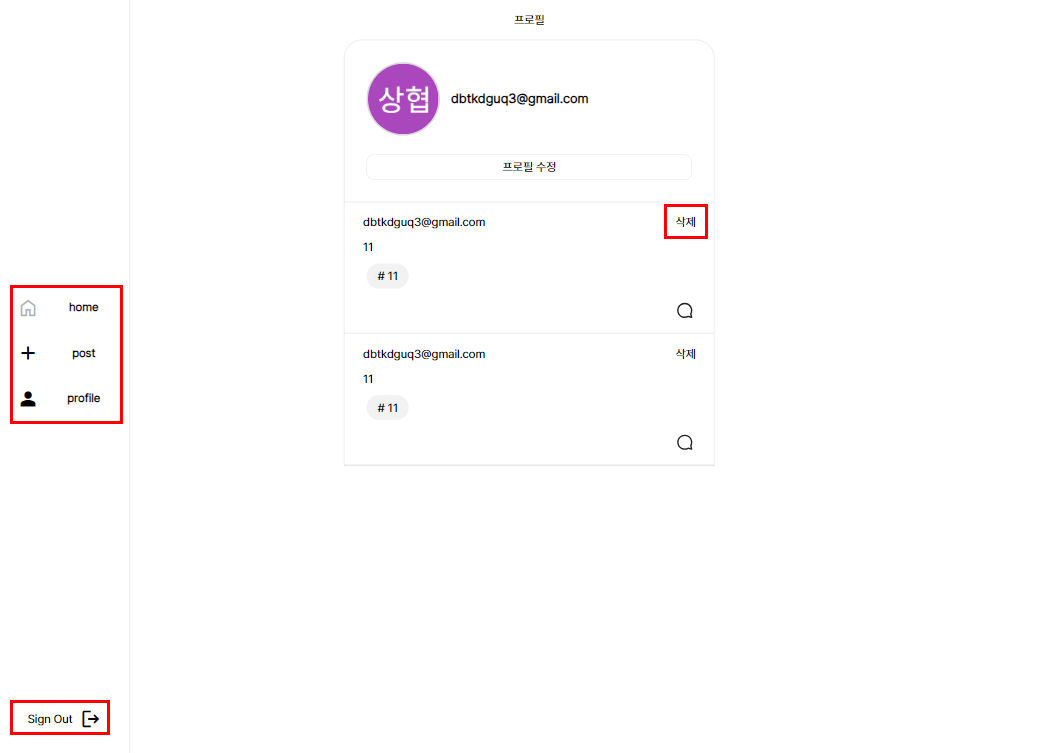 프로필
상협
dbtkdguq3@gmail.com
프로필 수정
dbtkdguq3@gmail.com
삭제
11
# 11
dbtkdguq3@gmail.com
삭제
11
# 11
home
post
profile
Sign Out